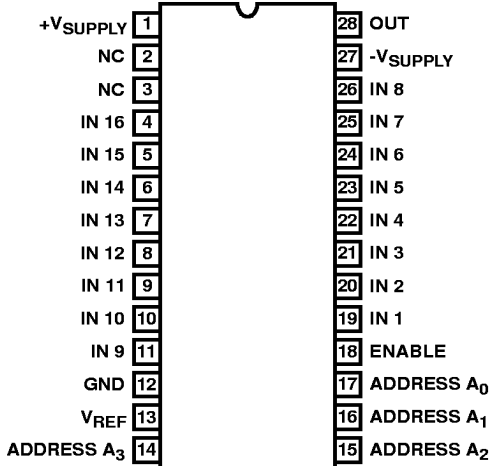 +VSUPPLY 1 28 OUT
NC 2 27 -VSUPPLY
NC 3 26 IN 8
IN 16 4 25 IN 7
IN 15 5 24 IN 6
IN 14 6 23 IN 5
IN 13 7 22 IN 4
IN 12 8 21 IN 3
IN 11 9 20 IN 2
IN 10 10 19 IN 1
IN 9 11 18 ENABLE
GND 12 17 ADDRESS A0
VREF 13 16 ADDRESS A1
ADDRESS A3 14 15 ADDRESS A2